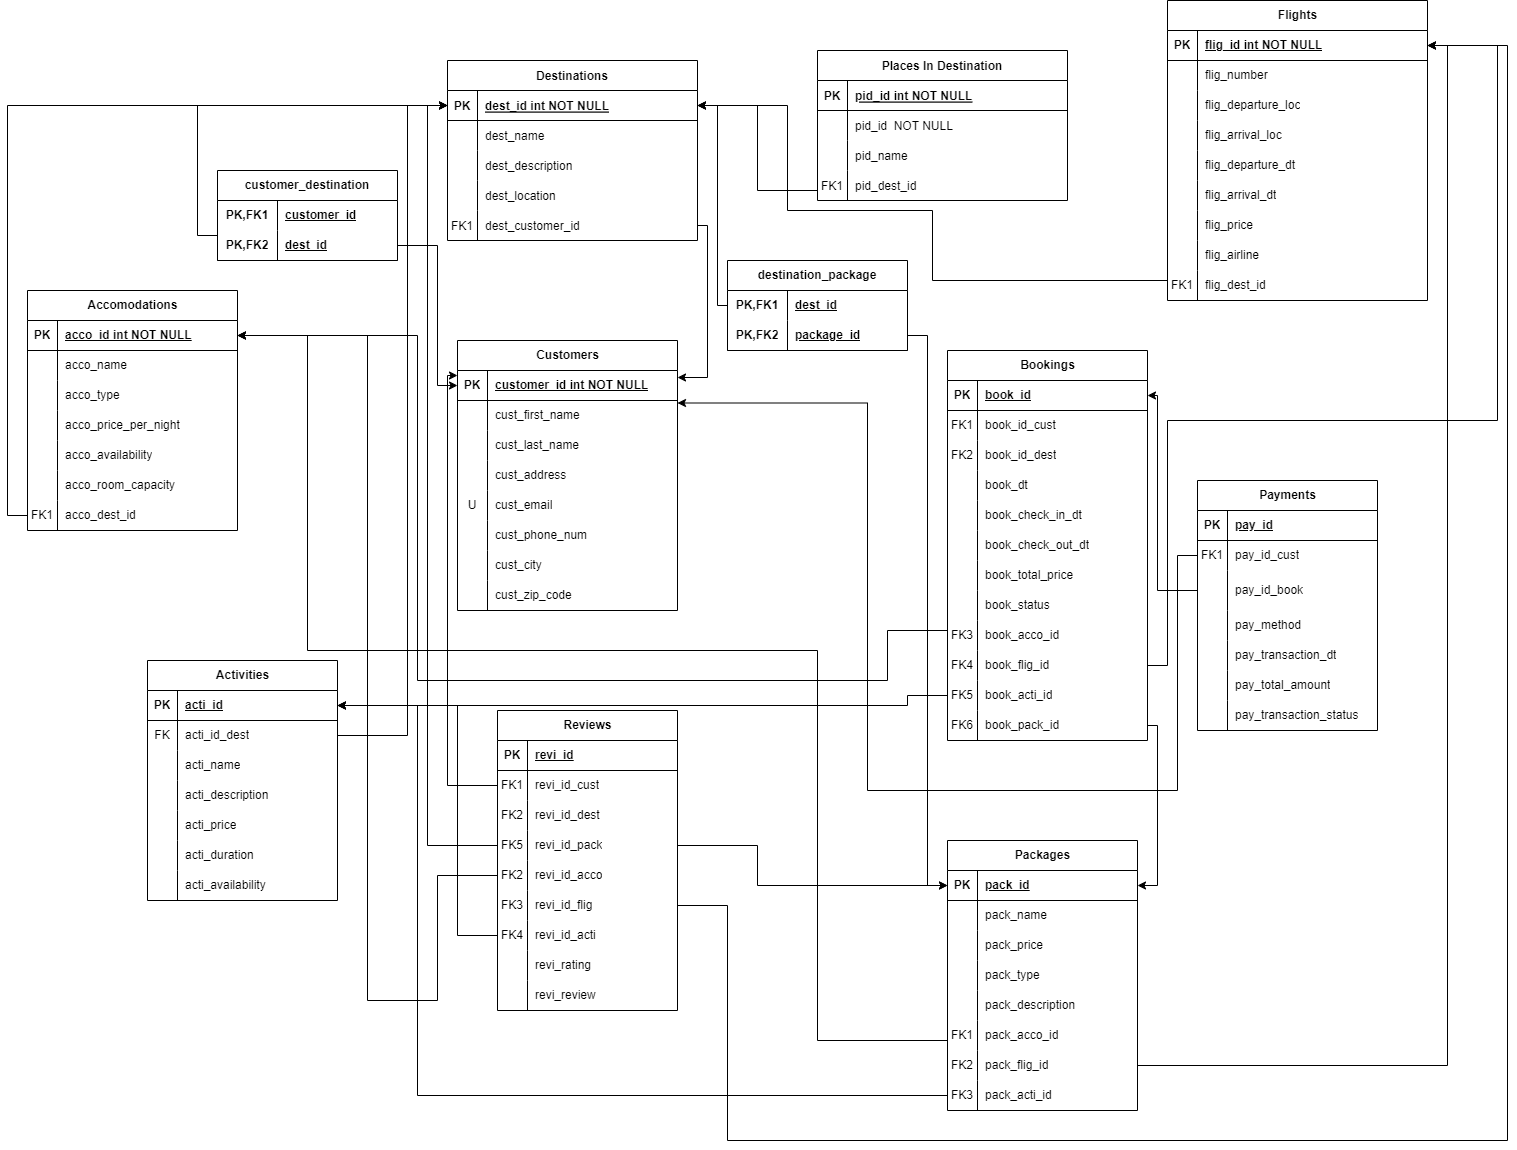 Flights
PK flig_id int NOT NULL
flig_number
flig_departure_loc
flig_arrival_loc
flig_departure_dt
flig_arrival_dt
flig_price
flig_airline
FK1 flig_dest_id
Places In Destination
PK pid_id int NOT NULL
pid_id NOT NULL
pid_name
FK1 pid_dest_id
Destinations
PK dest_id int NOT NULL
dest_name
dest_description
dest_location
FK1 dest_customer_id
customer_destination
PK,FK1 customer_id
PK,FK2 dest_id
destination_package
PK,FK1 dest_id
PK,FK2 package_id
Accomodations
PK acco_id int NOT NULL
acco_name
acco_type
acco_price_per_night
acco_availability
acco_room_capacity
FK1 acco_dest_id
Customers
PK customer_id int NOT NULL
cust_first_name
cust_last_name
cust_address
U cust_email
cust_phone_num
cust_city
cust_zip_code
Bookings
PK book_id
FK1 book_id_cust
FK2 book_id_dest
book_dt
book_check_in_dt
book_check_out_dt
book_total_price
book_status
FK3 book_acco_id
FK4 book_flig_id
FK5 book_acti_id
FK6 book_pack_id
Payments
PK pay_id
FK1 pay_id_cust
pay_id_book
pay_method
pay_transaction_dt
pay_total_amount
pay_transaction_status
Activities
PK acti_id
FK acti_id_dest
acti_name
acti_description
acti_price
acti_duration
acti_availability
Reviews
PK revi_id
FK1 revi_id_cust
FK2 revi_id_dest
FK5 revi_id_pack
FK2 revi_id_acco
FK3 revi_id_flig
FK4 revi_id_acti
revi_rating
revi_review
Packages
PK pack_id
pack_name
pack_price
pack_type
pack_description
FK1 pack_acco_id
FK2 pack_flig_id
FK3 pack_acti_id